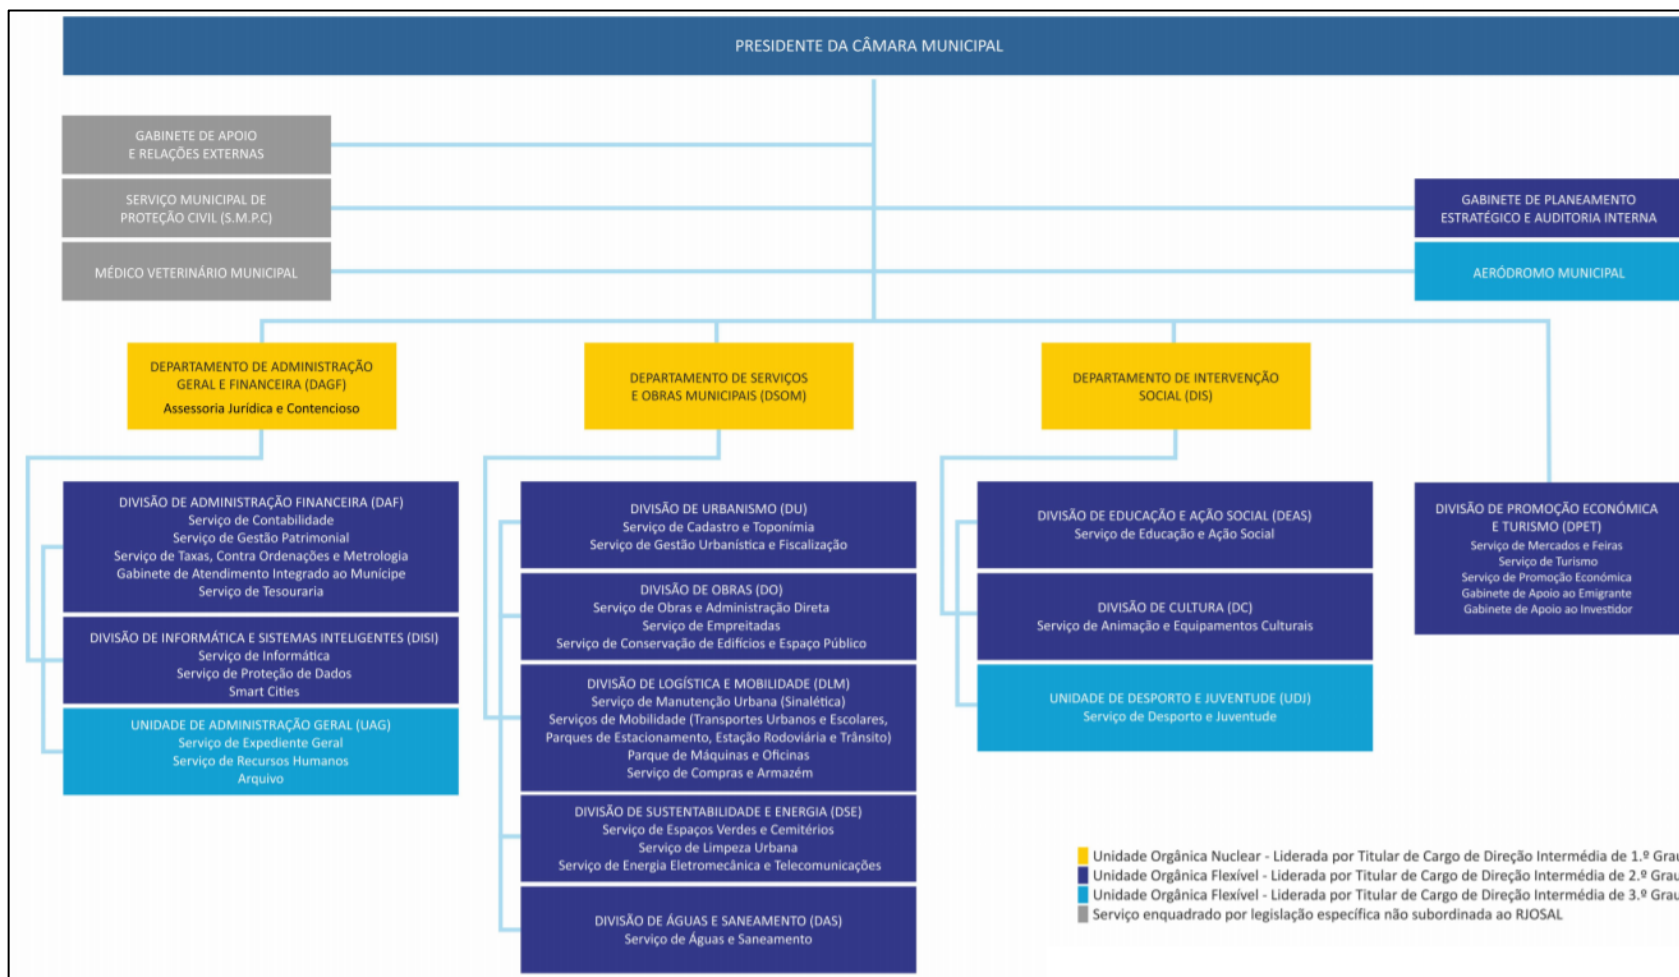 PRESIDENTE DA CÂMARA MUNICIPAL
GABINETE DE APOIO
E RELAÇÕES EXTERNAS
SERVIÇO MUNICIPAL DE
PROTEÇÃO CIVIL (S.M.P.C)
GABINETE DE PLANEAMENTO
ESTRATÉGICO E AUDITORIA INTERNA
MÉDICO VETERINÁRIO MUNICIPAL
AERÓDROMO MUNICIPAL
DEPARTAMENTO DE ADMINISTRAÇÃO
GERAL E FINANCEIRA (DAGF)
Assessoria Jurídica e Contencioso
DEPARTAMENTO DE SERVIÇOS
E OBRAS MUNICIPAIS (DSOM)
DEPARTAMENTO DE INTERVENÇÃO
SOCIAL (DIS)
DIVISÃO DE ADMINISTRAÇÃO FINANCEIRA (DAF)
Serviço de Contabilidade
Serviço de Gestão Patrimonial
Serviço de Taxas, Contra Ordenações e Metrologia
Gabinete de Atendimento Integrado ao Munícipe
Serviço de Tesouraria
DIVISÃO DE INFORMÁTICA E SISTEMAS INTELIGENTES (DISI)
Serviço de Informática
Serviço de Proteção de Dados
Smart Cities
UNIDADE DE ADMINISTRAÇÃO GERAL (UAG)
Serviço de Expediente Geral
Serviço de Recursos Humanos
Arquivo
DIVISÃO DE URBANISMO (DU)
Serviço de Cadastro e Toponímia
Serviço de Gestão Urbanística e Fiscalização
DIVISÃO DE OBRAS (DO)
Serviço de Obras e Administração Direta
Serviço de Empreitadas
Serviço de Conservação de Edifícios e Espaço Público
DIVISÃO DE LOGÍSTICA E MOBILIDADE (DLM)
Serviço de Manutenção Urbana (Sinalética)
Serviços de Mobilidade (Transportes Urbanos e Escolares,
Parques de Estacionamento, Estação Rodoviária e Trânsito)
Parque de Máquinas e Oficinas
Serviço de Compras e Armazém
DIVISÃO DE SUSTENTABILIDADE E ENERGIA (DSE)
Serviço de Espaços Verdes e Cemitérios
Serviço de Limpeza Urbana
Serviço de Energia Eletromecânica e Telecomunicações
DIVISÃO DE ÁGUAS E SANEAMENTO (DAS)
Serviço de Águas e Saneamento
DIVISÃO DE EDUCAÇÃO E AÇÃO SOCIAL (DEAS)
Serviço de Educação e Ação Social
DIVISÃO DE CULTURA (DC)
Serviço de Animação e Equipamentos Culturais
UNIDADE DE DESPORTO E JUVENTUDE (UDJ)
Serviço de Desporto e Juventude
DIVISÃO DE PROMOÇÃO ECONÓMICA
E TURISMO (DPET)
Serviço de Mercados e Feiras
Serviço de Turismo
Serviço de Promoção Económica
Gabinete de Apoio ao Emigrante
Gabinete de Apoio ao Investidor
Unidade Orgânica Nuclear - Liderada por Titular de Cargo de Direção Intermédia de 1.º Grau
Unidade Orgânica Flexível - Liderada por Titular de Cargo de Direção Intermédia de 2.º Grau
Unidade Orgânica Flexível - Liderada por Titular de Cargo de Direção Intermédia de 3.º Grau
Serviço enquadrado por legislação específica não subordinada ao RJOSAL